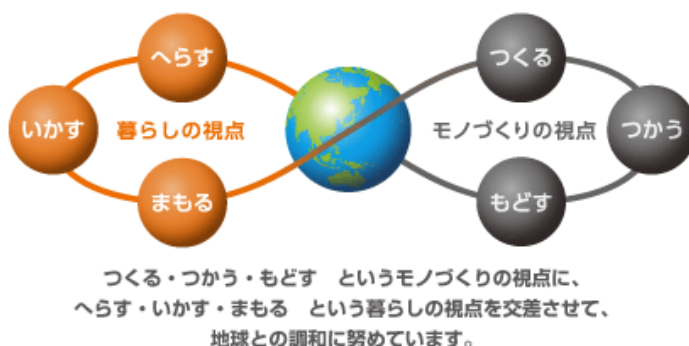 へらす
つくる
いかす
暮らしの視点
モノづくりの視点
つかう
まもる
もどす
つくる・つかう・もどす　というモノづくりの視点に、
へらす・いかす・まもる　という暮らしの視点を交差させて、
地球との調和に努めています。